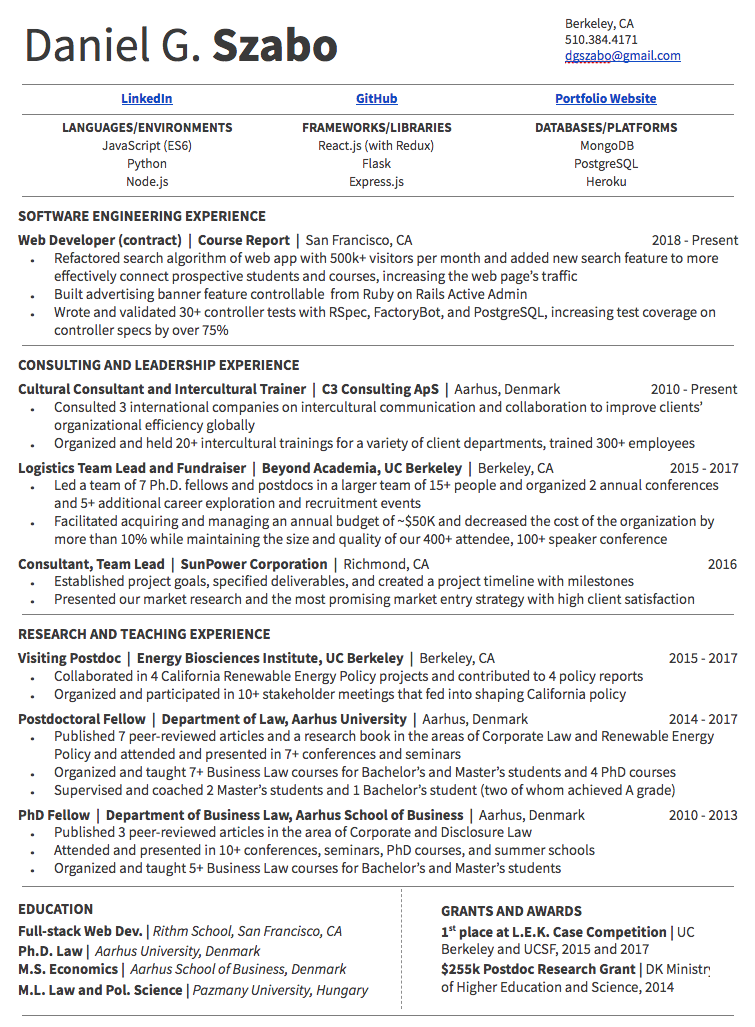 Daniel G. Szabo
Berkeley, CA
510.384.4171
dgszabo@gmail.com
LinkedIn GitHub Portfolio Website
LANGUAGES/ENVIRONMENTS FRAMEWORKS/LIBRARIES DATABASES/PLATFORMS
JavaScript (ES6) React.js (with Redux) MongoDB
Python Flask PostgreSQL
Node.js Express.js Heroku
SOFTWARE ENGINEERING EXPERIENCE
Web Developer (contract) | Course Report | San Francisco, CA 2018 - Present
• Refactored search algorithm of web app with 500k+ visitors per month and added new search feature to more
effectively connect prospective students and courses, increasing the web page's traffic
• Built advertising banner feature controllable from Ruby on Rails Active Admin
• Wrote and validated 30+ controller tests with RSpec, FactoryBot, and PostgreSQL, increasing test coverage on
controller specs by over 75%
CONSULTING AND LEADERSHIP EXPERIENCE
Cultural Consultant and Intercultural Trainer | C3 Consulting ApS | Aarhus, Denmark 2010 - Present
• Consulted 3 international companies on intercultural communication and collaboration to improve clients'
organizational efficiency globally
• Organized and held 20+ intercultural trainings for a variety of client departments, trained 300+ employees
Logistics Team Lead and Fundraiser | Beyond Academia, UC Berkeley | Berkeley, CA 2015 - 2017
• Led a team of 7 Ph.D. fellows and postdocs in a larger team of 15+ people and organized 2 annual conferences
and 5+ additional career exploration and recruitment events
• Facilitated acquiring and managing an annual budget of ~$50K and decreased the cost of the organization by
more than 10% while maintaining the size and quality of our 400+ attendee, 100+ speaker conference
Consultant, Team Lead | SunPower Corporation | Richmond, CA 2016
• Established project goals, specified deliverables, and created a project timeline with milestones
• Presented our market research and the most promising market entry strategy with high client satisfaction
RESEARCH AND TEACHING EXPERIENCE
Visiting Postdoc | Energy Biosciences Institute, UC Berkeley | Berkeley, CA 2015 - 2017
• Collaborated in 4 California Renewable Energy Policy projects and contributed to 4 policy reports
• Organized and participated in 10+ stakeholder meetings that fed into shaping California policy
Postdoctoral Fellow | Department of Law, Aarhus University | Aarhus, Denmark 2014 - 2017
• Published 7 peer-reviewed articles and a research book in the areas of Corporate Law and Renewable Energy
Policy and attended and presented in 7+ conferences and seminars
• Organized and taught 7+ Business Law courses for Bachelor's and Master's students and 4 PhD courses
• Supervised and coached 2 Master's students and 1 Bachelor's student (two of whom achieved A grade)
PhD Fellow | Department of Business Law, Aarhus School of Business | Aarhus, Denmark 2010 - 2013
• Published 3 peer-reviewed articles in the area of Corporate and Disclosure Law
• Attended and presented in 10+ conferences, seminars, PhD courses, and summer schools
• Organized and taught 5+ Business Law courses for Bachelor's and Master's students
EDUCATION
Full-stack Web Dev. | Rithm School, San Francisco, CA
Ph.D. Law | Aarhus University, Denmark
M.S. Economics | Aarhus School of Business, Denmark
M.L. Law and Pol. Science | Pazmany University, Hungary
GRANTS AND AWARDS
1st place at L.E.K. Case Competition | UC
Berkeley and UCSF, 2015 and 2017
$255k Postdoc Research Grant | DK Ministry
of Higher Education and Science, 2014